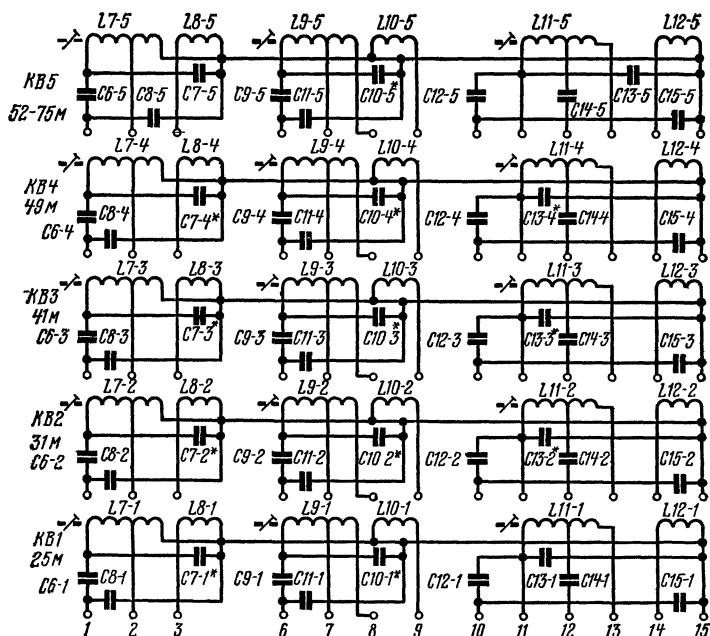 L7-5 L8-5 L9-5 L10-5 L11-5 L12-5
КВ5 C6-5 C8-5 C7-5 C9-5 C11-5 C10-5* C12-5 C14-5 C13-5 C15-5
52-75М
L7-4 L8-4 L9-4 L10-4 L11-4 L12-4
КВ4 C8-4 C7-4* C9-4 C11-4 C10-4* C12-4 C13-4* C14-4 C15-4
49М
C6-4
L7-3 L8-3 L9-3 L10-3 L11-3 L12-3
КВ3
41М
C6-3 C8-3 C7-3* C9-3 C11-3 C10 3* C12-3 C13-3* C14-3 C15-3
L7-2 L8-2 L9-2 L10-2 L11-2 L12-2
КВ2
31М
C6-2 C8-2 C7-2* C9-2 C11-2 C10 2* C12-2 C13-2* C14-2 C15-2
L7-1 L8-1 L9-1 L10-1 L11-1 L12-1
КВ1
25М
C6-1 C8-1 C7-1* C9-1 C11-1 C10-1* C12-1 C13-1 C14-1 C15-1
1 2 3 6 7 8 9 10 11 12 13 14 15